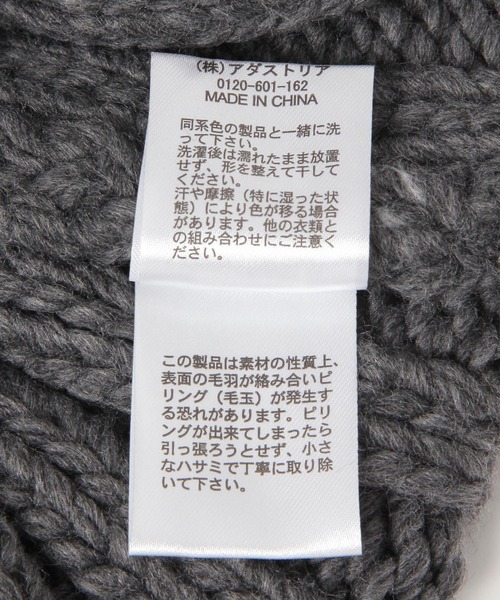 (株)アダストリア
0120-601-162
MADE IN CHINA
同系色の製品と一緒に洗
って下さい。
洗濯後は濡れたまま放置
せず、形を整えて干して
ください。
汗や摩擦（特に湿った状
態）により色が移る場合
があります。他の衣類と
の組み合わせにご注意く
ださい。
この製品は素材の性質上、
表面の毛羽が絡み合いピ
リング（毛玉）が発生す
る恐れがあります。ピリ
ングが出来てしまったら
引っ張ろうとせず、小さ
なハサミで丁寧に取り除
いて下さい。